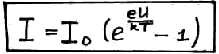 I = I₀ (e^{eU/kT} - 1)